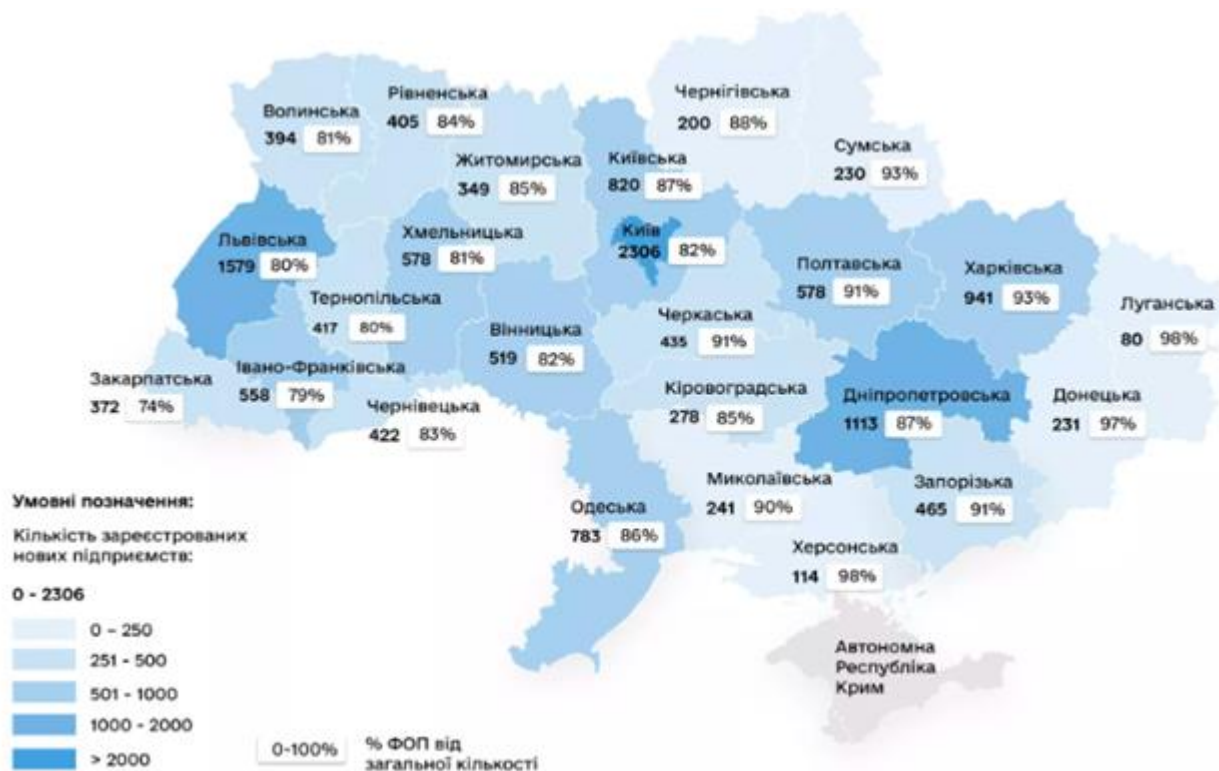 Волинська
394 81%
Рівненська
405 84%
Житомирська
349 85%
Київська
820 87%
Чернігівська
200 88%
Сумська
230 93%
Львівська
1579 80%
Хмельницька
578 81%
Київ
2306 82%
Полтавська
578 91%
Харківська
941 93%
Луганська
80 98%
Тернопільська
417 80%
Вінницька
519 82%
Черкаська
435 91%
Закарпатська
372 74%
Івано-Франківська
558 79%
Чернівецька
422 83%
Кіровоградська
278 85%
Дніпропетровська
1113 87%
Донецька
231 97%
Одеська
783 86%
Миколаївська
241 90%
Запорізька
465 91%
Херсонська
114 98%
Автономна
Республіка
Крим
Умовні позначення:
Кількість зареєстрованих
нових підприємств:
0 - 2306
0 – 250
251 - 500
501 - 1000
1000 - 2000
> 2000
0-100%
% ФОП від
загальної кількості